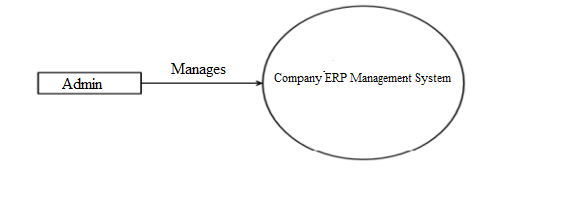 Manages
Company ERP Management System
Admin